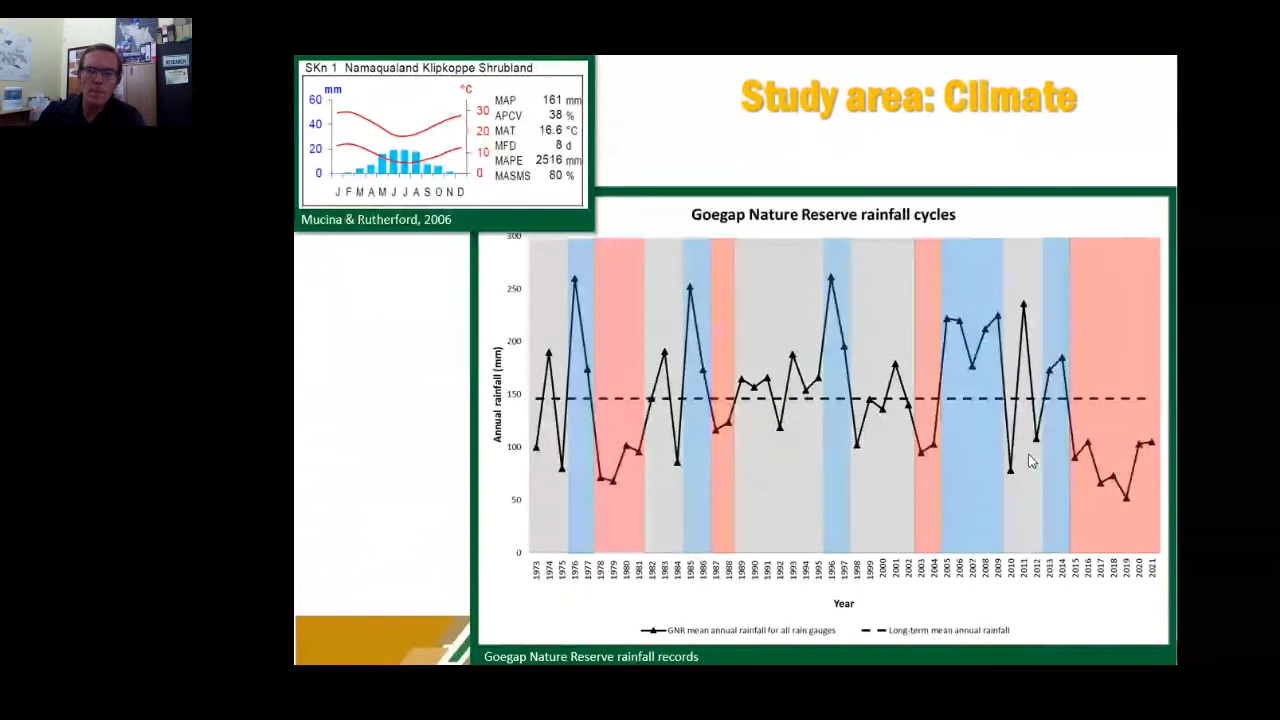 RESEARCH
SKn 1 Namaqualand Klipkoppe Shrubland
mm
°C
60
40
20
0
30
20
10
0
J F M A M J J A S O N D
MAP 161 mm
APCV 38 %
MAT 16.6 °C
MFD 8 d
MAPE 2516 mm
MASMS 80 %
Mucina & Rutherford, 2006
Study area: Climate
Goegap Nature Reserve rainfall cycles
Annual rainfall (mm)
300
250
200
150
100
50
0
1973 1974 1975 1976 1977 1978 1979 1980 1981 1982 1983 1984 1985 1986 1987 1988 1989 1990 1991 1992 1993 1994 1995 1996 1997 1998 1999 2000 2001 2002 2003 2004 2005 2006 2007 2008 2009 2010 2011 2012 2013 2014 2015 2016 2017 2018 2019 2020 2021
Year
GNR mean annual rainfall for all rain gauges
Long-term mean annual rainfall
Goegap Nature Reserve rainfall records